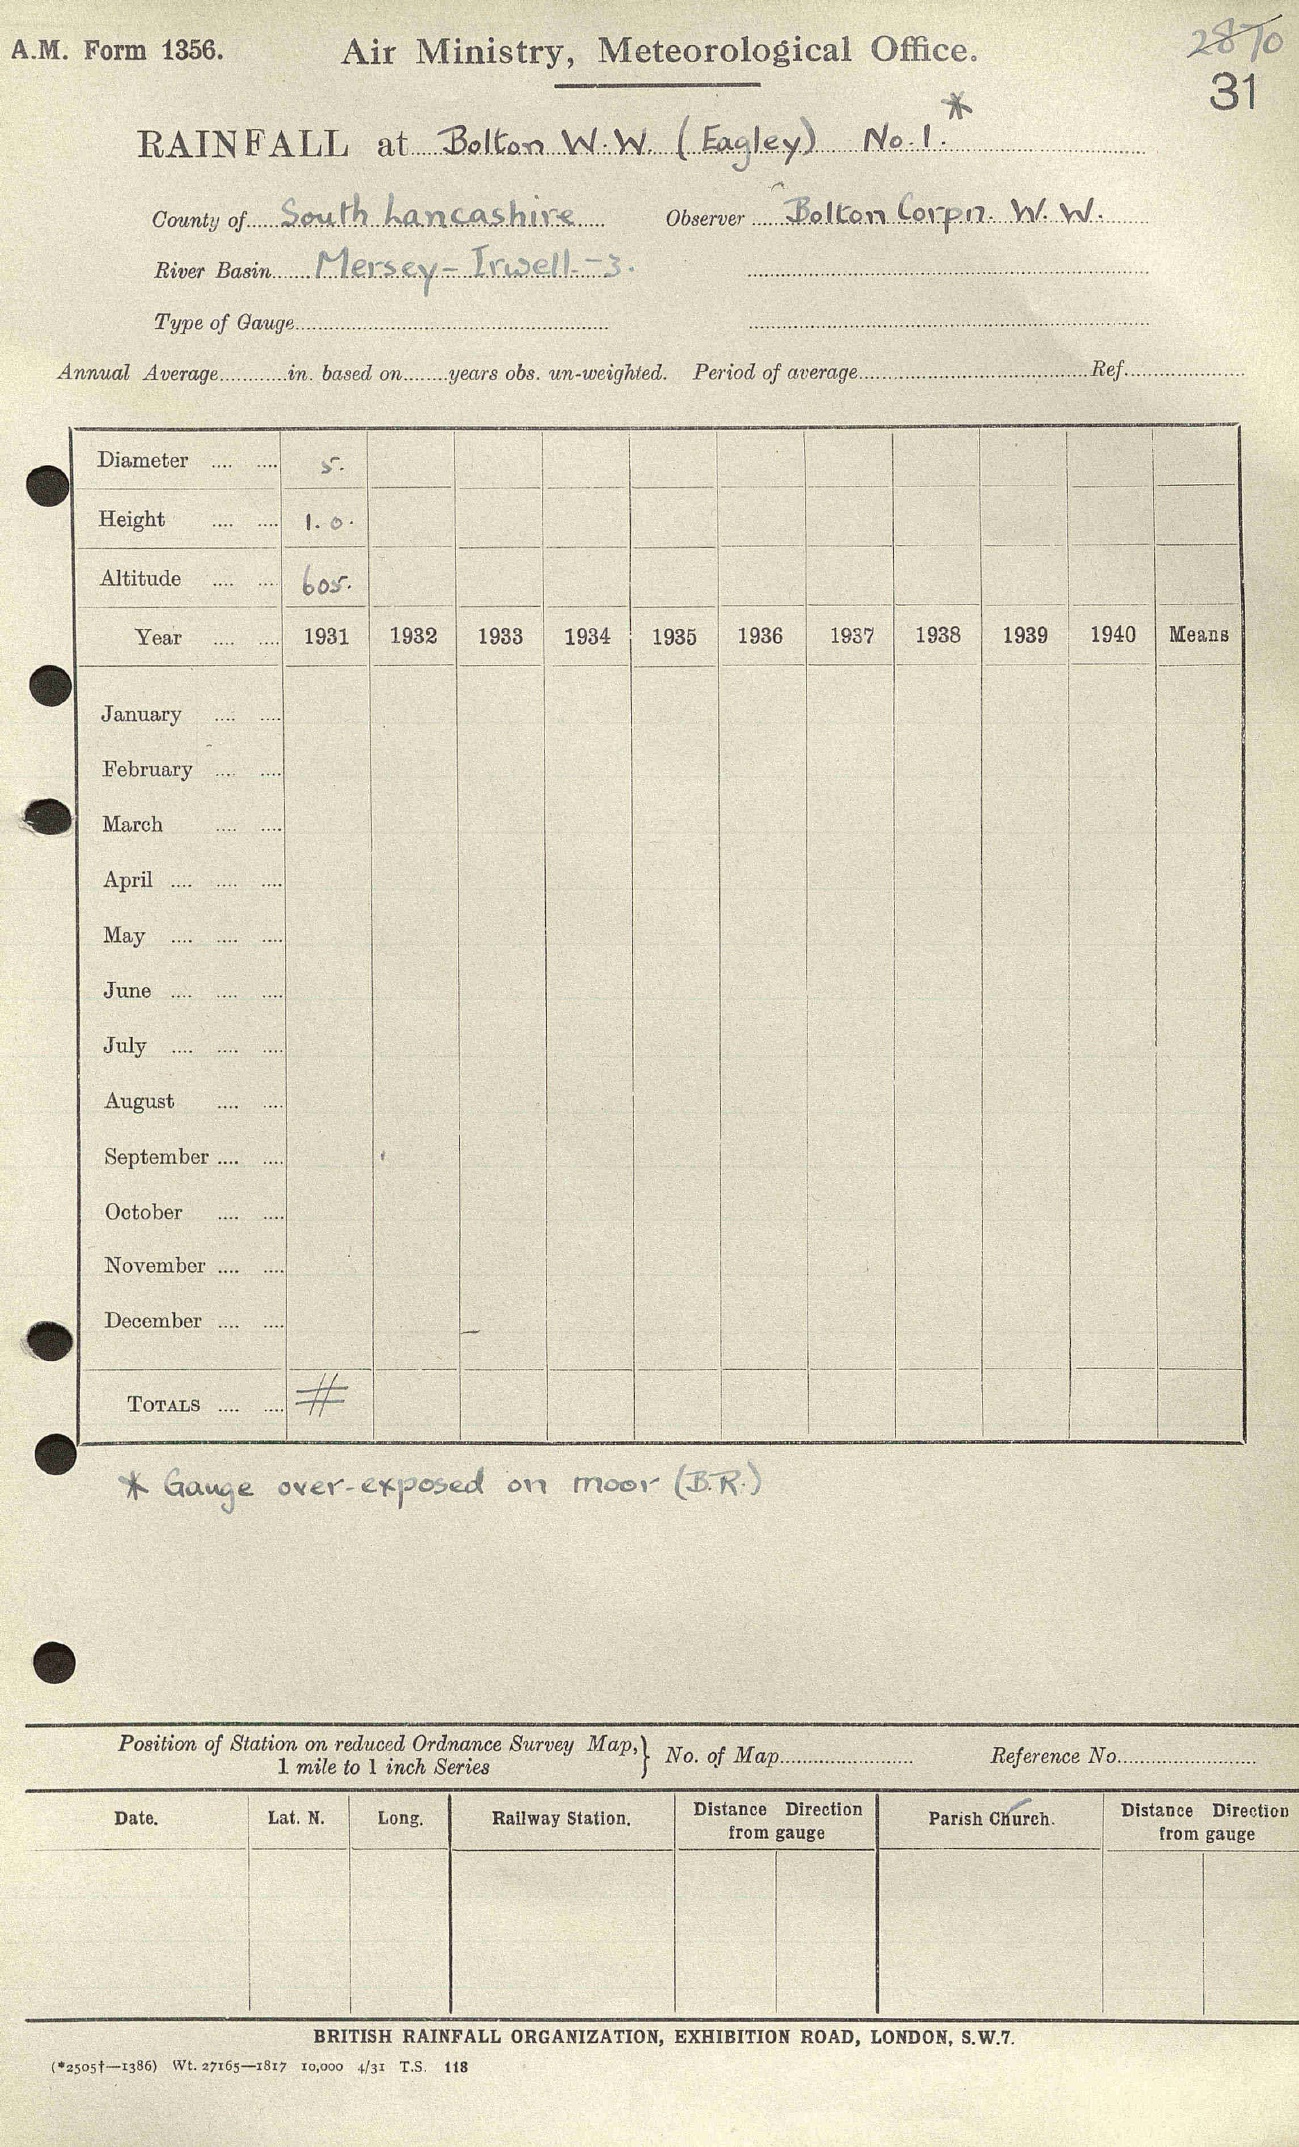 A.M. Form 1356. Air Ministry, Meteorological Office. 2870
31
RAINFALL at Bolton W.W. (Eagley) No.1.*
County of South Lancashire Observer Bolton Corpn. W.W.
River Basin Mersey-Irwell-3.
Type of Gauge
Annual Average in. based on years obs. un-weighted. Period of average Ref.
Diameter 5.
Height 1.0.
Altitude 605.
Year 1931 1932 1933 1934 1935 1936 1937 1938 1939 1940 Means
January
February
March
April
May
June
July
August
September
October
November
December
TOTALS #
* Gauge over-exposed on moor (B.R.)
Position of Station on reduced Ordnance Survey Map,} No. of Map Reference No.
1 mile to 1 inch Series
Date. Lat. N. Long. Railway Station. Distance Direction Parish Church. Distance Direction
from gauge from gauge
BRITISH RAINFALL ORGANIZATION, EXHIBITION ROAD, LONDON, S.W.7.
(*2505†—1386) Wt. 27165—1817 10,000 4/31 T.S. 118